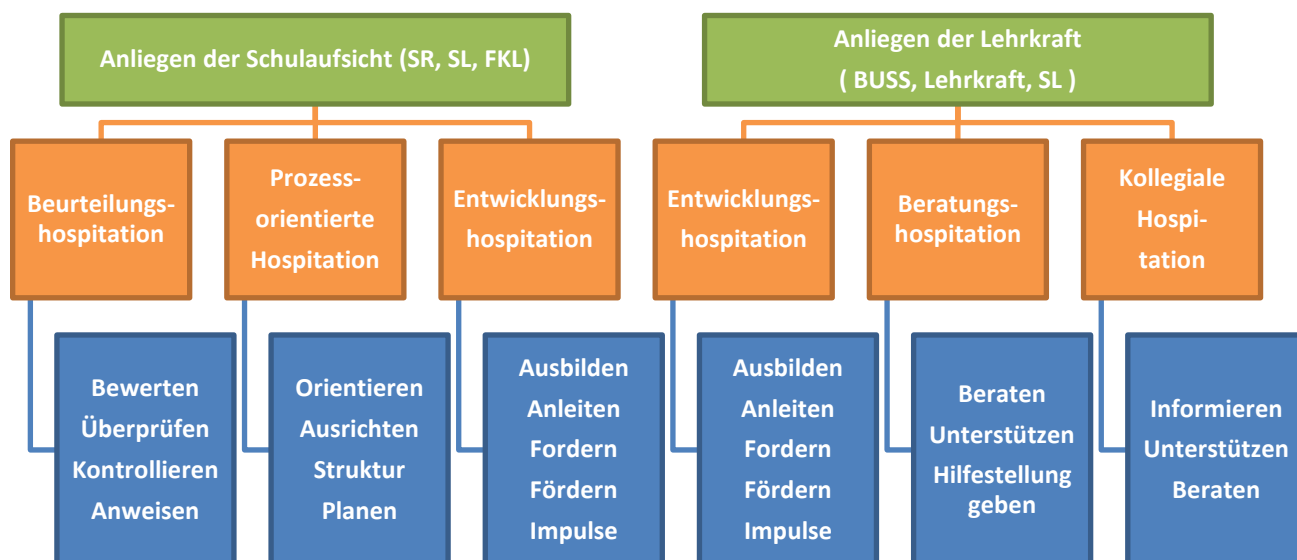 Anliegen der Schulaufsicht (SR, SL, FKL)
Anliegen der Lehrkraft
( BUSS, Lehrkraft, SL )
Beurteilungs-
hospitation
Prozess-
orientierte
Hospitation
Entwicklungs-
hospitation
Entwicklungs-
hospitation
Beratungs-
hospitation
Kollegiale
Hospi-
tation
Bewerten
Überprüfen
Kontrollieren
Anweisen
Orientieren
Ausrichten
Struktur
Planen
Ausbilden
Anleiten
Fordern
Fördern
Impulse
Ausbilden
Anleiten
Fordern
Fördern
Impulse
Beraten
Unterstützen
Hilfestellung
geben
Informieren
Unterstützen
Beraten